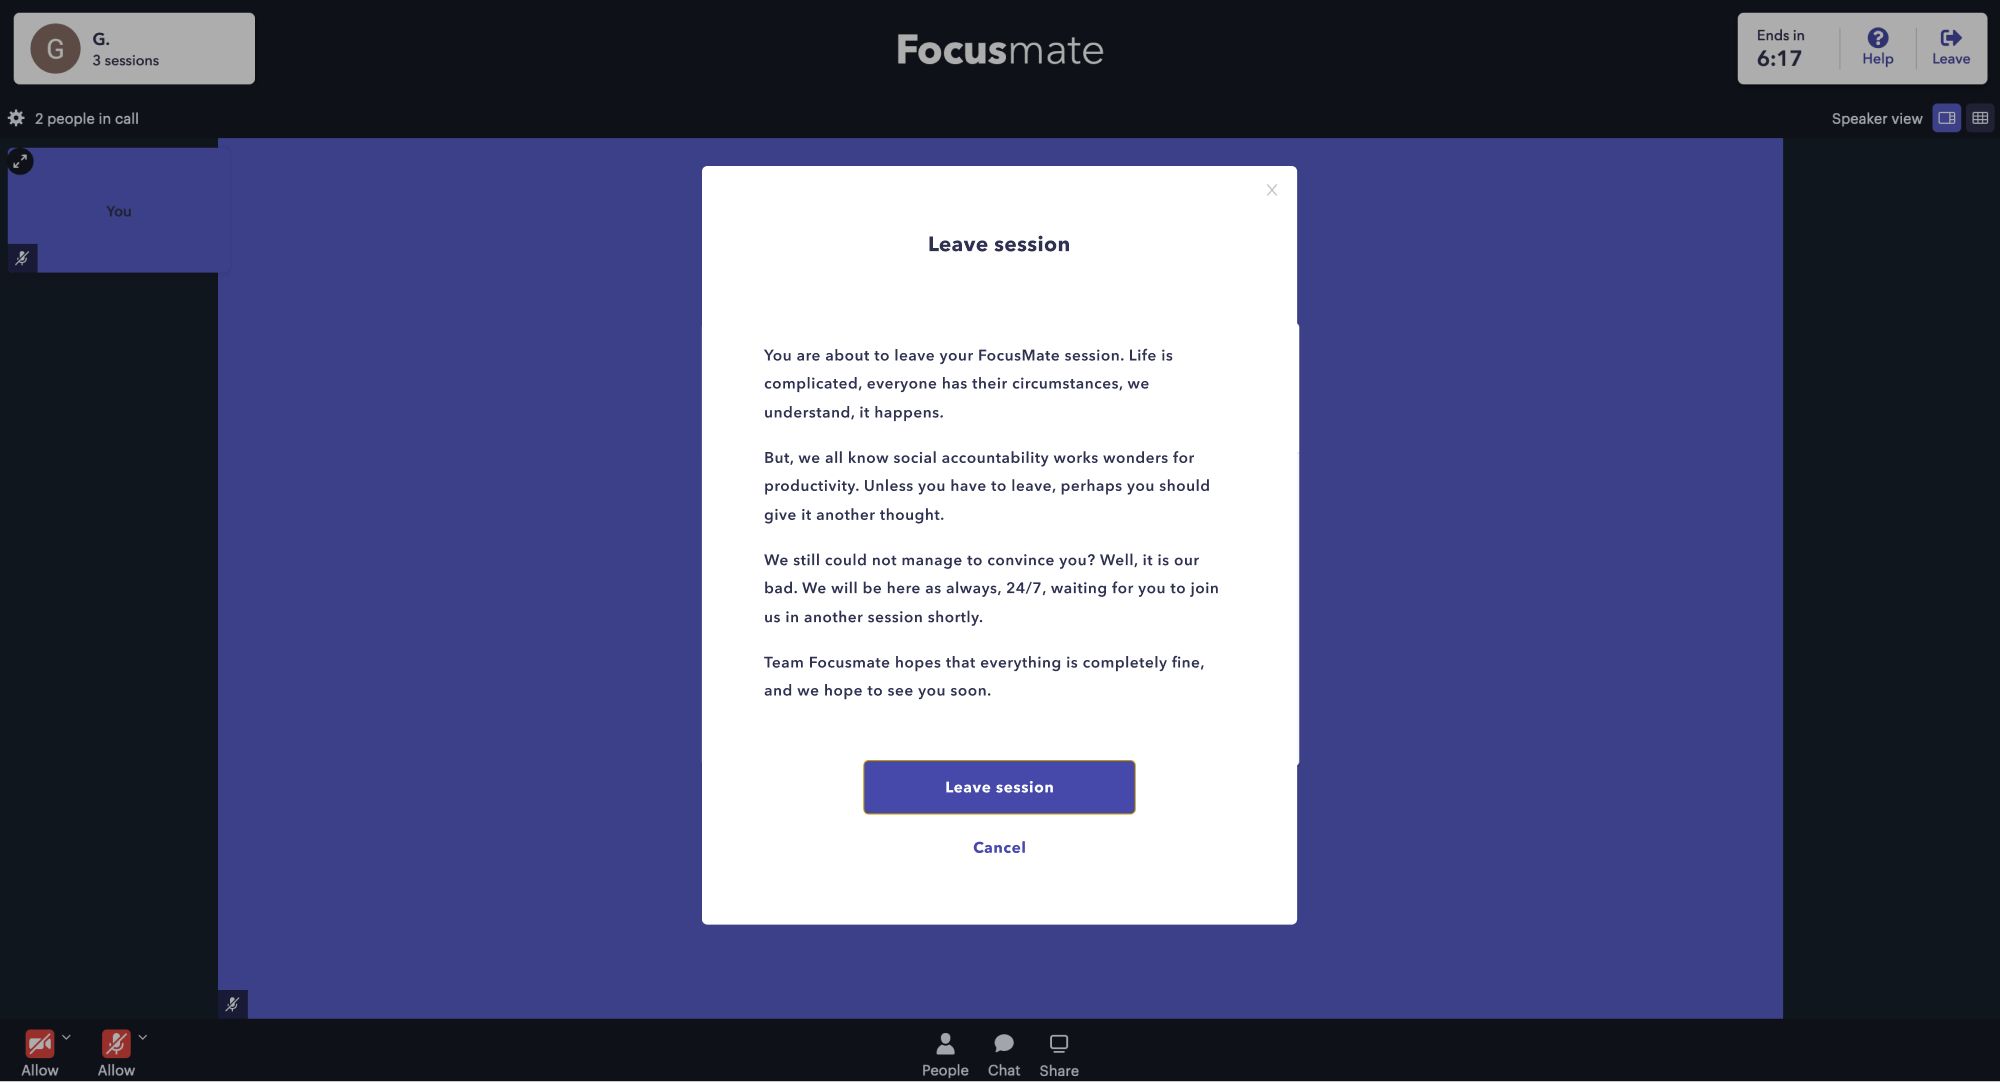 G
G.
3 sessions
Focusmate
Ends in
6:17
Help
Leave
2 people in call
Speaker view
You
Leave session
You are about to leave your FocusMate session. Life is
complicated, everyone has their circumstances, we
understand, it happens.
But, we all know social accountability works wonders for
productivity. Unless you have to leave, perhaps you should
give it another thought.
We still could not manage to convince you? Well, it is our
bad. We will be here as always, 24/7, waiting for you to join
us in another session shortly.
Team Focusmate hopes that everything is completely fine,
and we hope to see you soon.
Leave session
Cancel
Allow
Allow
People
Chat
Share